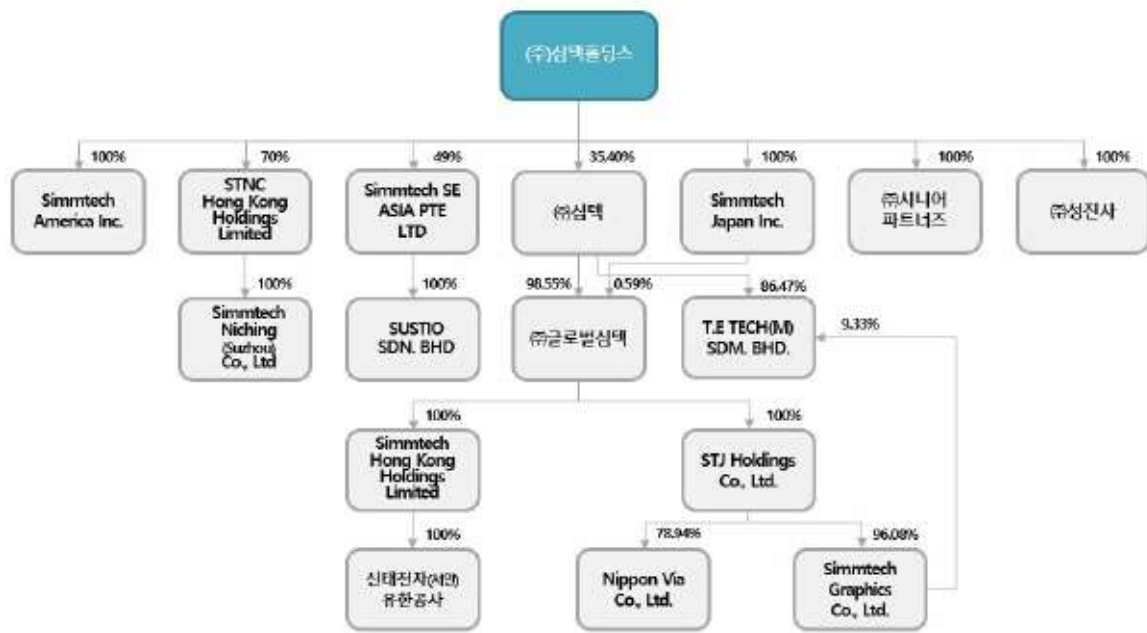 (주)심텍홀딩스
100%
70%
49%
35.40%
100%
100%
100%
Simmtech
America Inc.
STNC
Hong Kong
Holdings
Limited
Simmtech SE
ASIA PTE
LTD
㈜심텍
Simmtech
Japan Inc.
㈜시니어
파트너즈
㈜성진사
100%
100%
98.55%
0.59%
86.47%
Simmtech
Niching
(Suzhou)
Co., Ltd
SUSTIO
SDN. BHD
㈜글로벌심텍
T.E TECH(M)
SDM. BHD.
9.33%
100%
100%
Simmtech
Hong Kong
Holdings
Limited
STJ Holdings
Co., Ltd.
100%
78.94%
96.08%
신태전자(서안)
유한공사
Nippon Via
Co., Ltd.
Simmtech
Graphics
Co., Ltd.